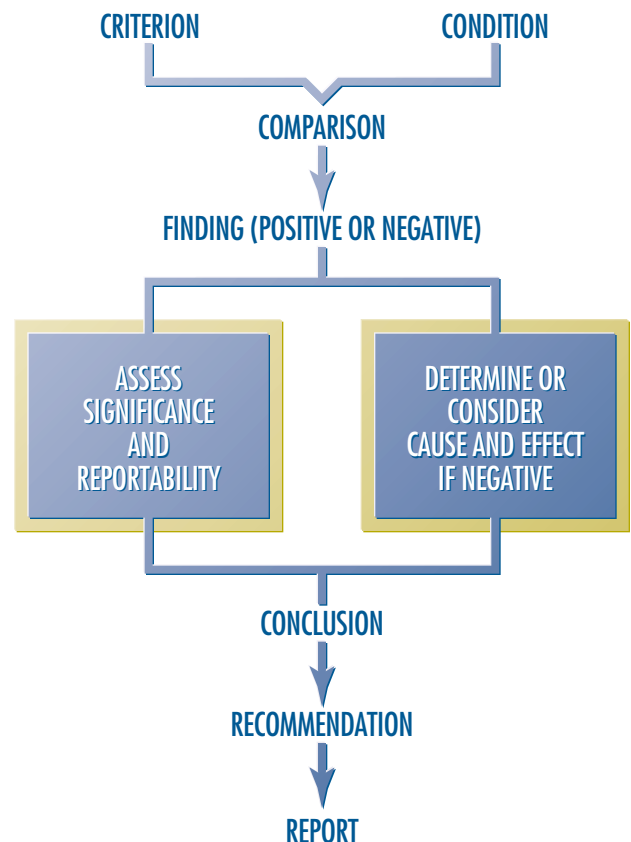 CRITERION
CONDITION
COMPARISON
FINDING (POSITIVE OR NEGATIVE)
ASSESS
SIGNIFICANCE
AND
REPORTABILITY
DETERMINE OR
CONSIDER
CAUSE AND EFFECT
IF NEGATIVE
CONCLUSION
RECOMMENDATION
REPORT